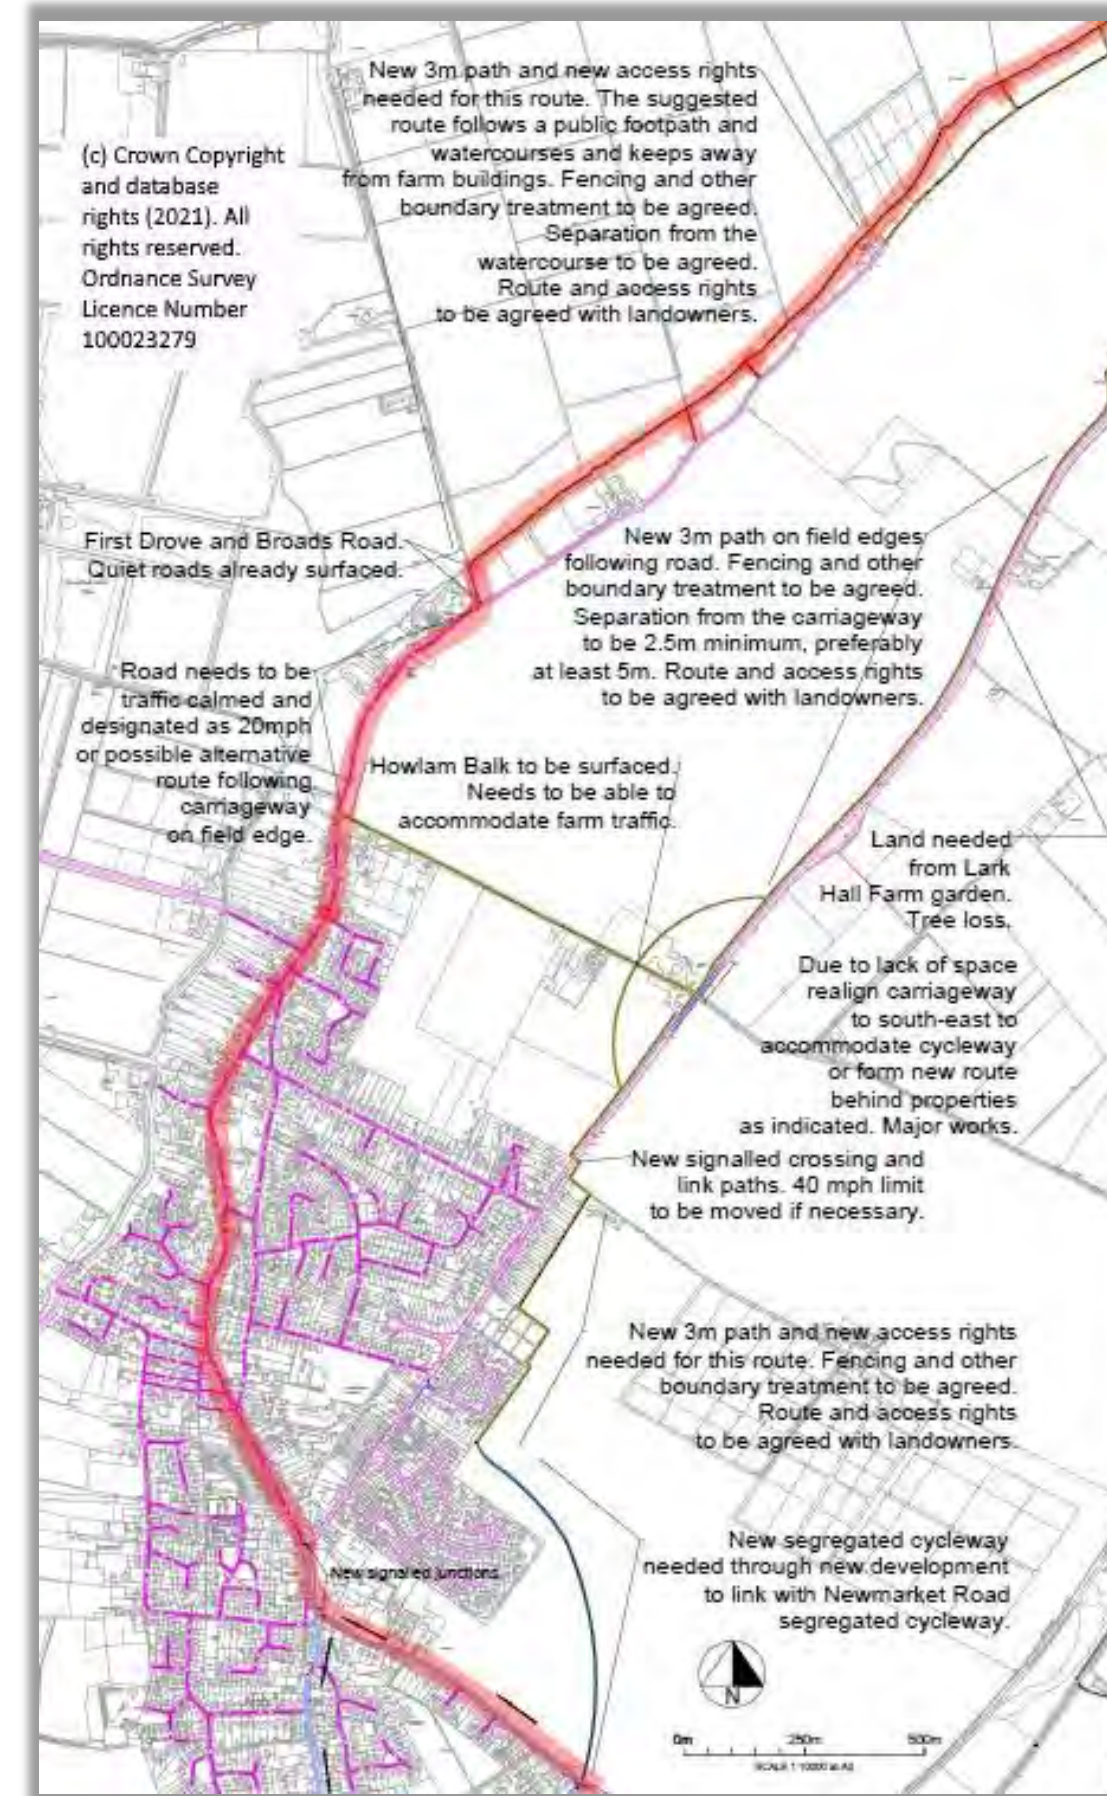 New 3m path and new access rights
needed for this route. The suggested
route follows a public footpath and
watercourses and keeps away
from farm buildings. Fencing and other
boundary treatment to be agreed.
Separation from the
watercourse to be agreed.
Route and access rights
to be agreed with landowners.
(c) Crown Copyright
and database
rights (2021). All
rights reserved.
Ordnance Survey
Licence Number
100023279
First Drove and Broads Road.
Quiet roads already surfaced.
New 3m path on field edges
following road. Fencing and other
boundary treatment to be agreed.
Separation from the carriageway
to be 2.5m minimum, preferably
at least 5m. Route and access rights
to be agreed with landowners.
Road needs to be
traffic calmed and
designated as 20mph
or possible alternative
route following
carriageway
on field edge.
Howlam Balk to be surfaced.
Needs to be able to
accommodate farm traffic.
Land needed
from Lark
Hall Farm garden.
Tree loss.
Due to lack of space
realign carriageway
to south-east to
accommodate cycleway
or form new route
behind properties
as indicated. Major works.
New signalled crossing and
link paths. 40 mph limit
to be moved if necessary.
New 3m path and new access rights
needed for this route. Fencing and other
boundary treatment to be agreed.
Route and access rights
to be agreed with landowners.
New segregated cycleway
needed through new development
to link with Newmarket Road
segregated cycleway.
New signalled junctions
N
0m 250m 500m
SCALE 1:10000 at A3